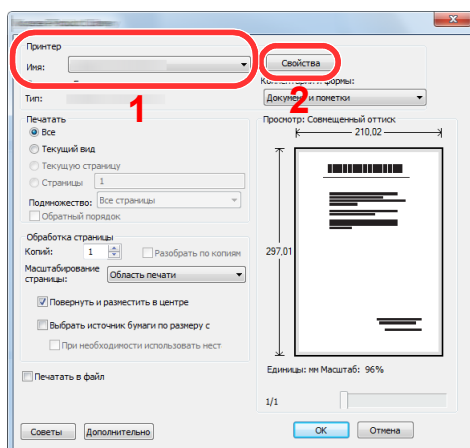 Принтер
Имя:
Свойства
1
2
Тип:
Документ и пометки
Печатать
Все
Текущий вид
Текущую страницу
Страницы 1
Подмножество: Все страницы
Обратный порядок
Просмотр: Совмещенный оттиск
210,02
297,01
Обработка страницы
Копий: 1 Разобрать по копиям
Масштабирование
страницы: Область печати
Повернуть и разместить в центре
Выбрать источник бумаги по размеру с
При необходимости использовать нест
Печатать в файл
Единицы: мм Масштаб: 96%
1/1
Советы Дополнительно
OK Отмена